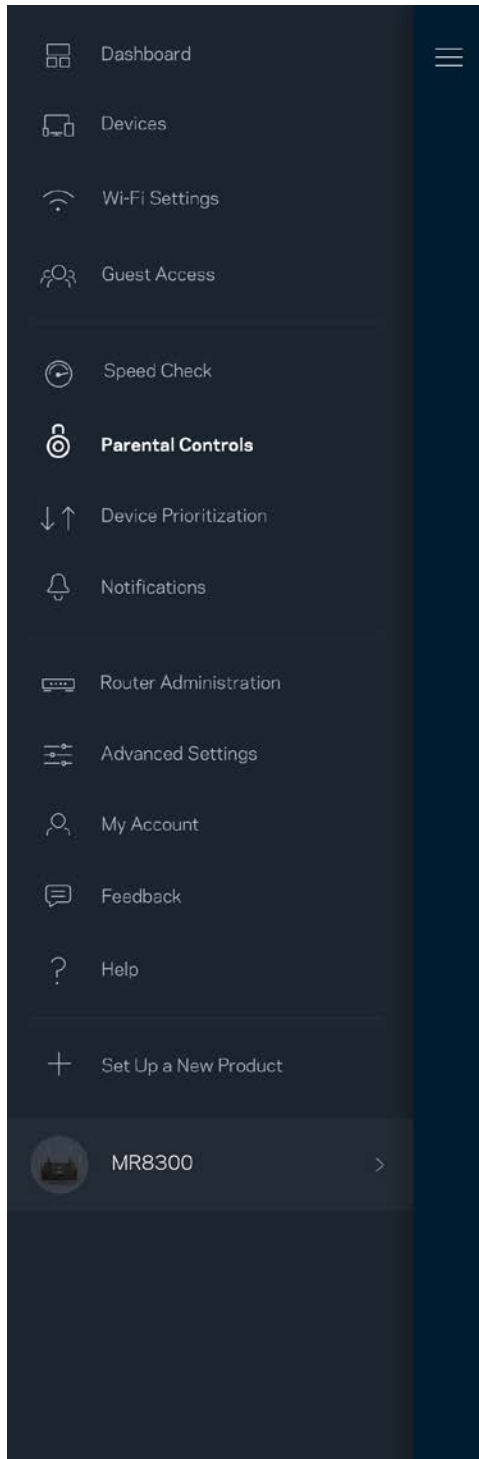 Dashboard
Devices
Wi-Fi Settings
Guest Access
Speed Check
Parental Controls
Device Prioritization
Notifications
Router Administration
Advanced Settings
My Account
Feedback
Help
Set Up a New Product
MR8300